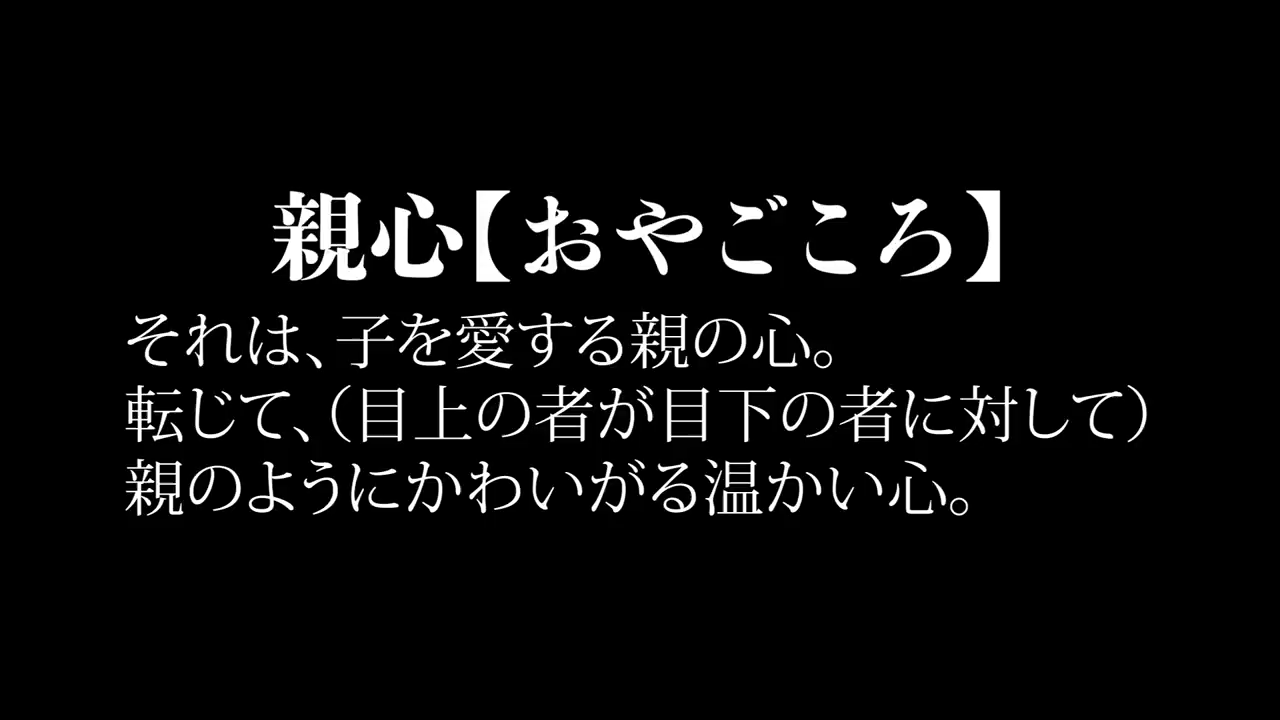 親心【おやごころ】
それは、子を愛する親の心。
転じて、（目上の者が目下の者に対して）
親のようにかわいがる温かい心。